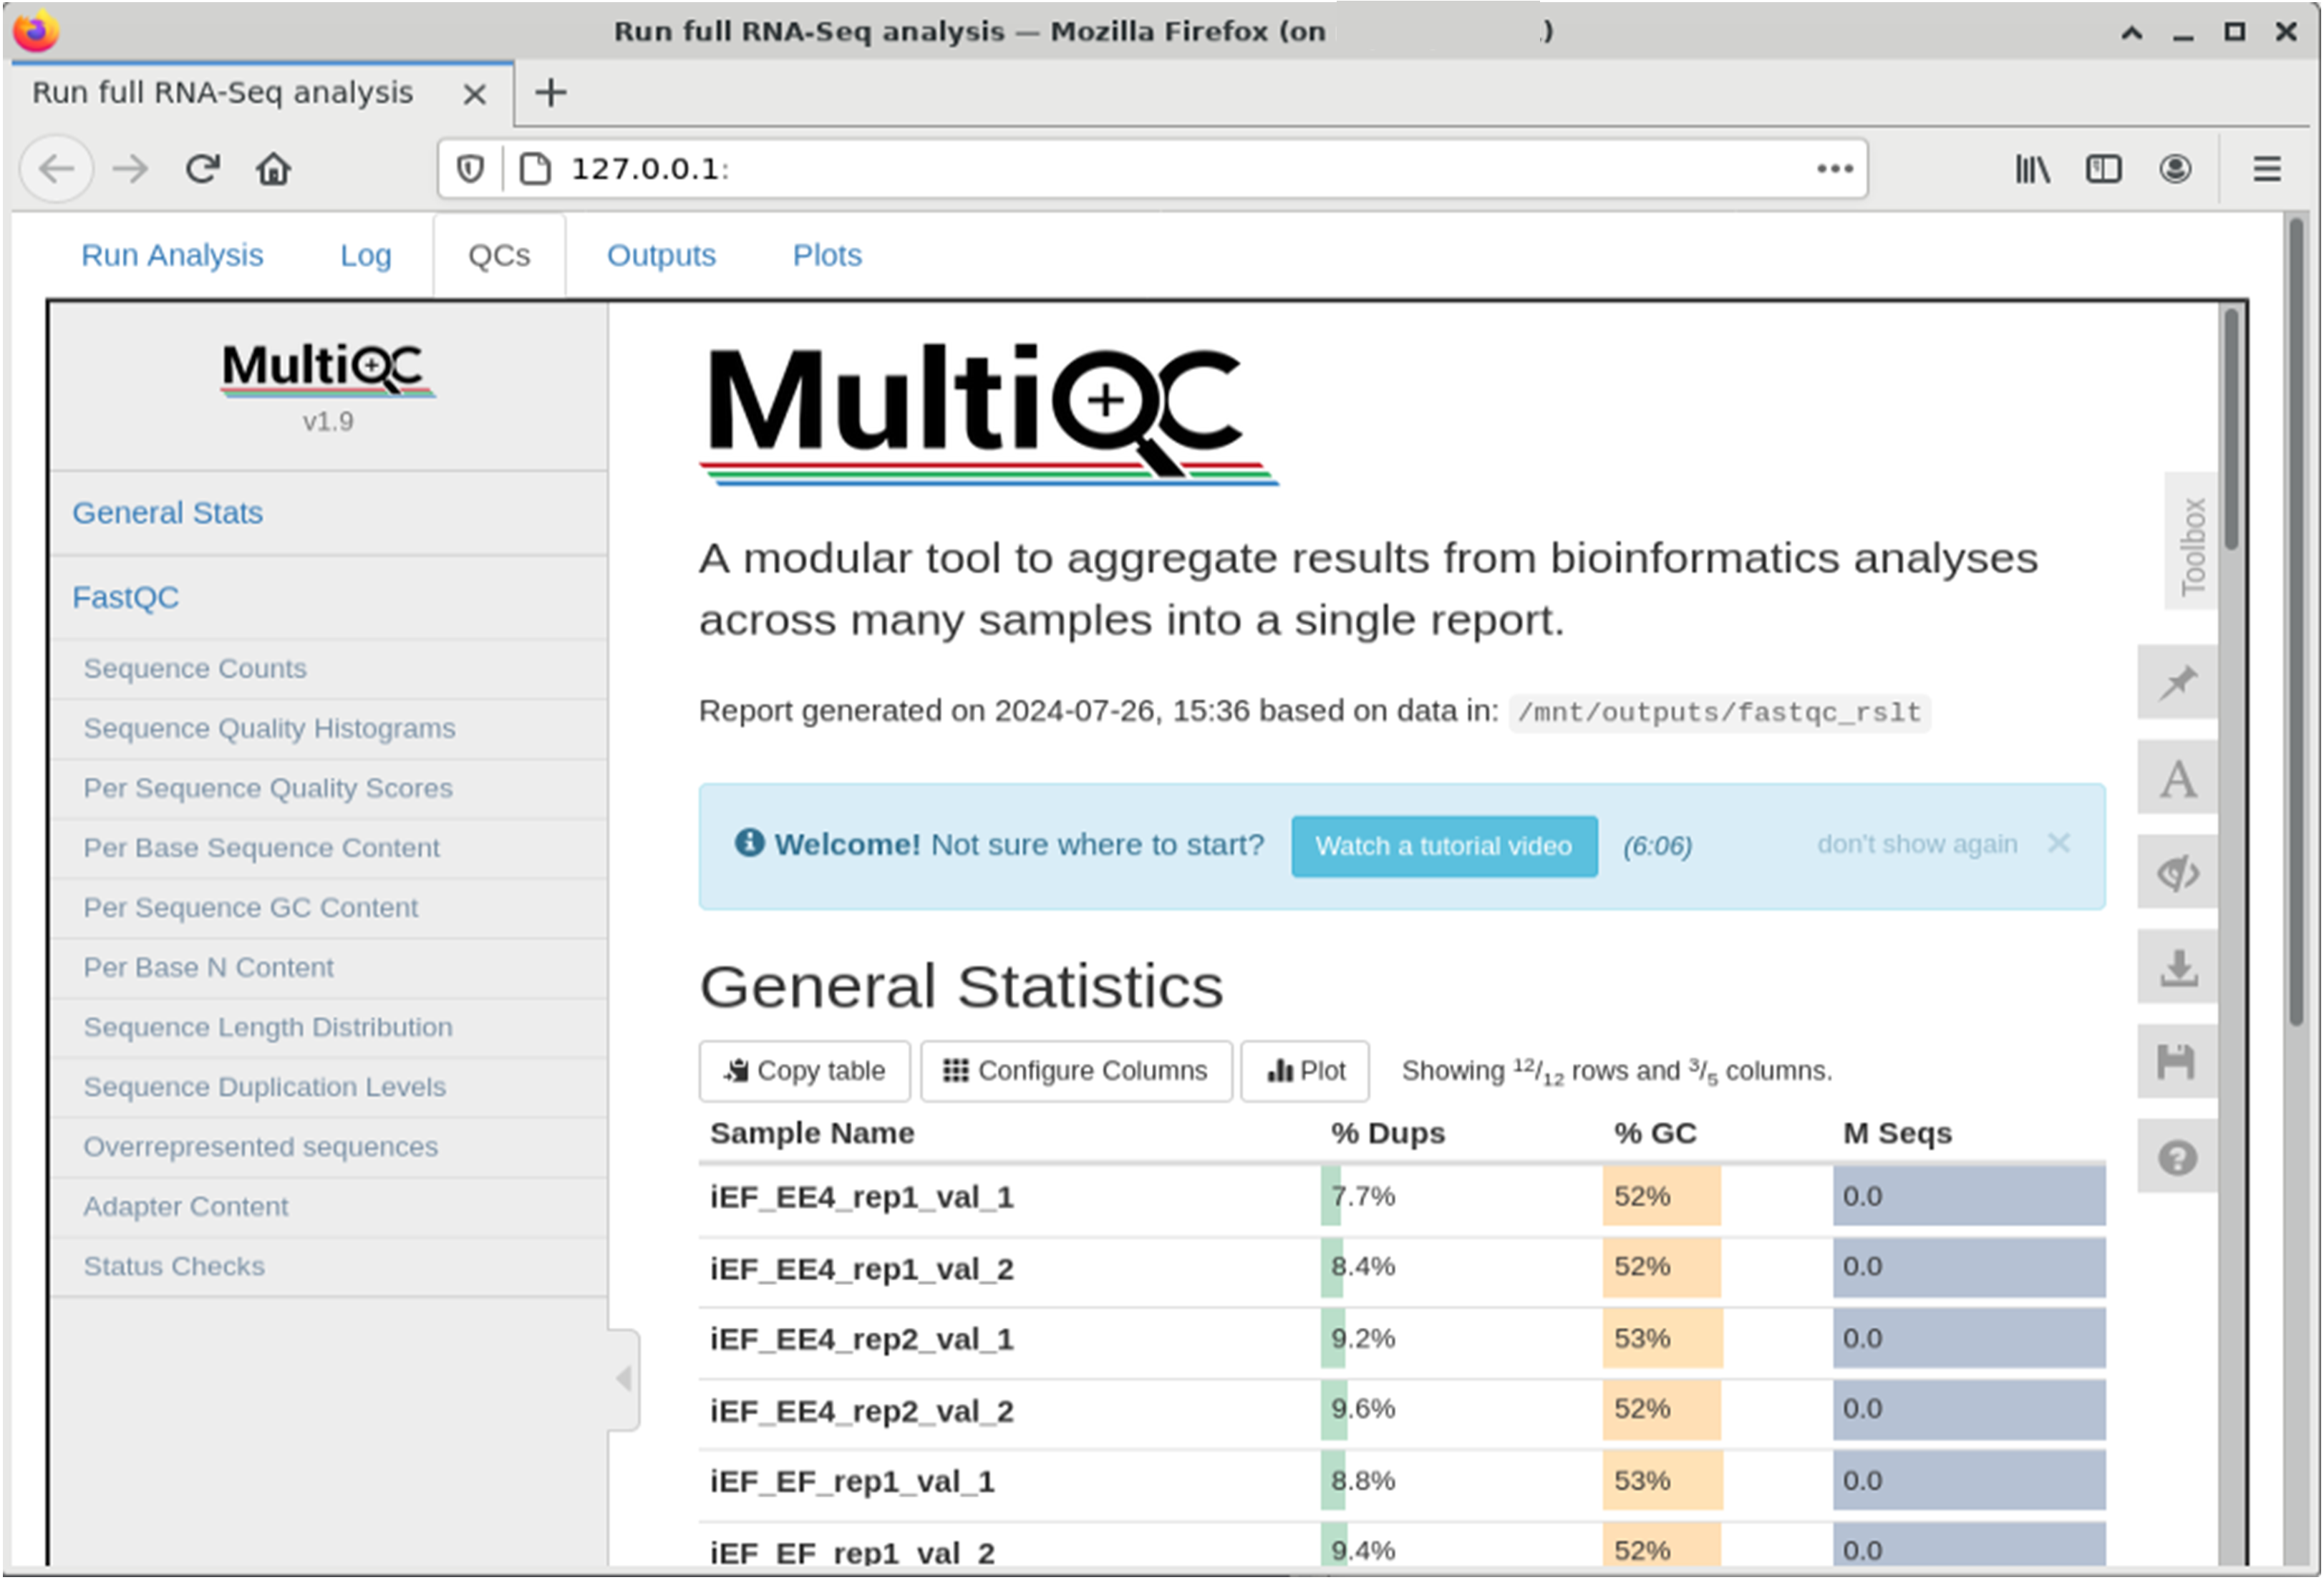 Run full RNA-Seq analysis — Mozilla Firefox (on )
Run full RNA-Seq analysis
127.0.0.1:
Run Analysis Log QCs Outputs Plots
MultiQC
v1.9
General Stats
FastQC
Sequence Counts
Sequence Quality Histograms
Per Sequence Quality Scores
Per Base Sequence Content
Per Sequence GC Content
Per Base N Content
Sequence Length Distribution
Sequence Duplication Levels
Overrepresented sequences
Adapter Content
Status Checks
MultiQC
A modular tool to aggregate results from bioinformatics analyses
across many samples into a single report.
Report generated on 2024-07-26, 15:36 based on data in: /mnt/outputs/fastqc_rslt
Welcome! Not sure where to start? Watch a tutorial video (6:06) don't show again
General Statistics
Copy table Configure Columns Plot Showing 12/12 rows and 3/5 columns.
Sample Name % Dups % GC M Seqs
iEF_EE4_rep1_val_1 7.7% 52% 0.0
iEF_EE4_rep1_val_2 8.4% 52% 0.0
iEF_EE4_rep2_val_1 9.2% 53% 0.0
iEF_EE4_rep2_val_2 9.6% 52% 0.0
iEF_EF_rep1_val_1 8.8% 53% 0.0
iEF_EF_rep1_val_2 9.4% 52% 0.0
Toolbox
A